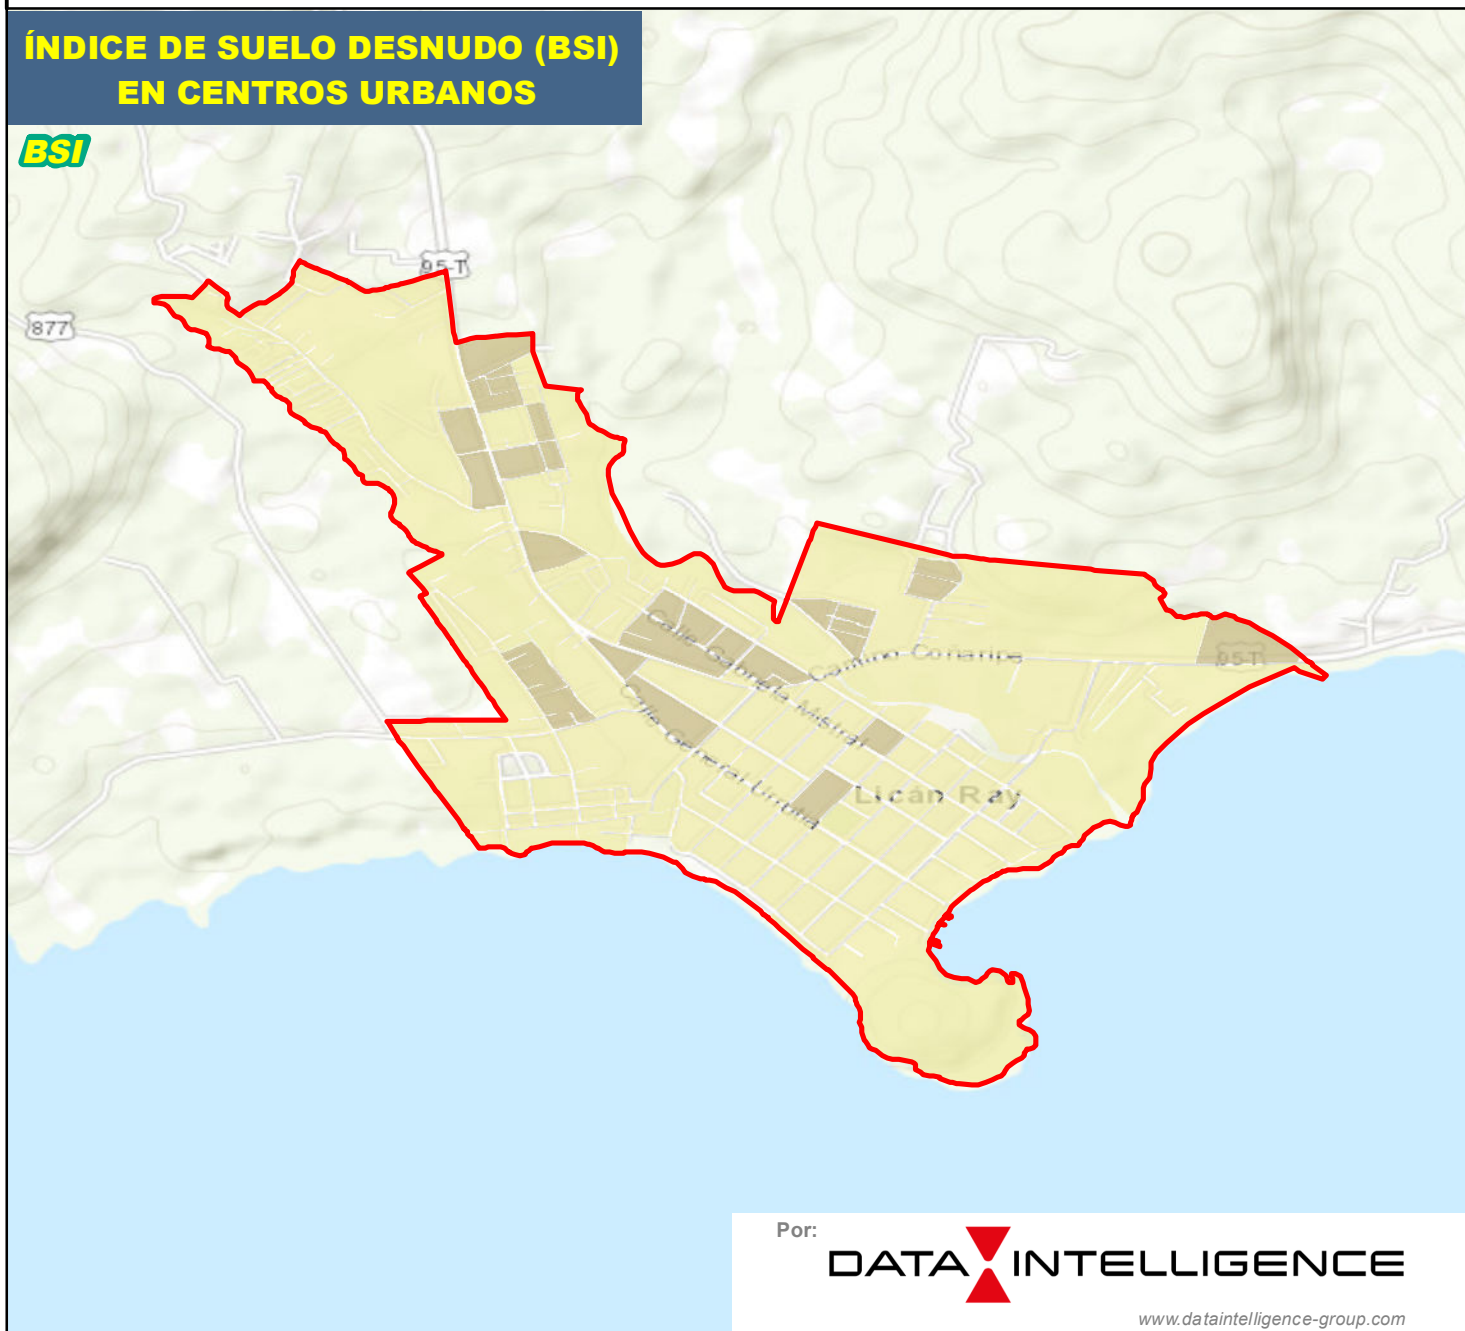 ÍNDICE DE SUELO DESNUDO (BSI)
EN CENTROS URBANOS
BSI
95-T
877
Calle Gabriela Mistral
Camino Coñaripe
95-T
Calle General Urrutia
Licán Ray
Por:
DATA INTELLIGENCE
www.dataintelligence-group.com